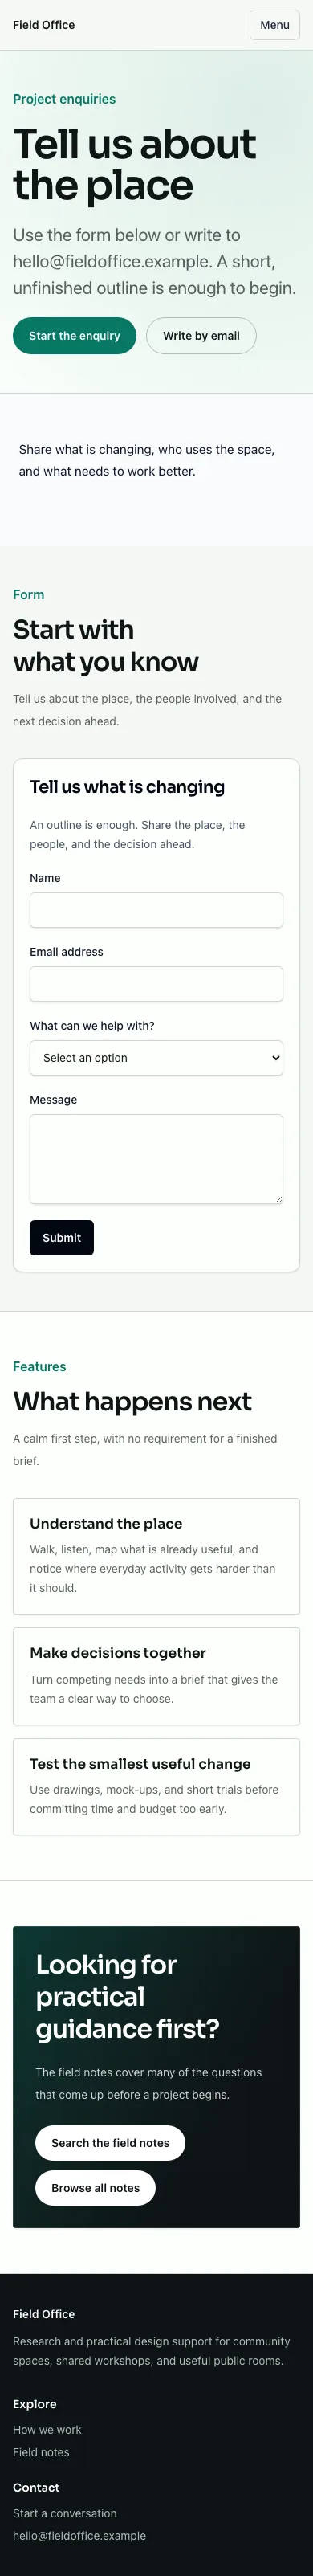 Field Office
Menu
Project enquiries
Tell us about
the place
Use the form below or write to
hello@fieldoffice.example. A short,
unfinished outline is enough to begin.
Start the enquiry
Write by email
Share what is changing, who uses the space,
and what needs to work better.
Form
Start with
what you know
Tell us about the place, the people involved, and the
next decision ahead.
Tell us what is changing
An outline is enough. Share the place, the
people, and the decision ahead.
Name
Email address
What can we help with?
Select an option
Message
Submit
Features
What happens next
A calm first step, with no requirement for a finished
brief.
Understand the place
Walk, listen, map what is already useful, and
notice where everyday activity gets harder than
it should.
Make decisions together
Turn competing needs into a brief that gives the
team a clear way to choose.
Test the smallest useful change
Use drawings, mock-ups, and short trials before
committing time and budget too early.
Looking for
practical
guidance first?
The field notes cover many of the questions
that come up before a project begins.
Search the field notes
Browse all notes
Field Office
Research and practical design support for community
spaces, shared workshops, and useful public rooms.
Explore
How we work
Field notes
Contact
Start a conversation
hello@fieldoffice.example